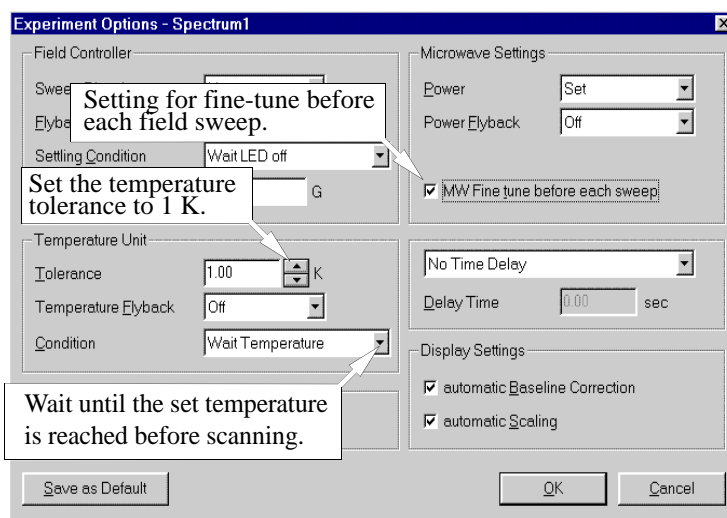 Experiment Options - Spectrum1
Field Controller
Setting for fine-tune before
each field sweep.
Settling Condition
Wait LED off
Set the temperature
tolerance to 1 K.
G
Temperature Unit
Tolerance
1.00
K
Temperature Flyback
Off
Condition
Wait Temperature
Wait until the set temperature
is reached before scanning.
Microwave Settings
Power
Set
Power Flyback
Off
MW Fine tune before each sweep
No Time Delay
Delay Time
0.00
sec
Display Settings
automatic Baseline Correction
automatic Scaling
Save as Default
OK
Cancel